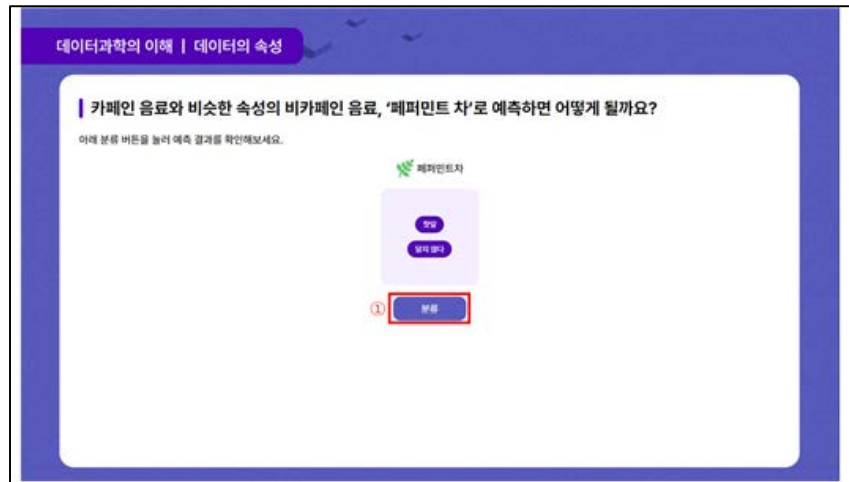 데이터과학의 이해 | 데이터의 속성
카페인 음료와 비슷한 속성의 비카페인 음료, '페퍼민트 차'로 예측하면 어떻게 될까요?
아래 분류 버튼을 눌러 예측 결과를 확인해보세요.
페퍼민트차
찻잎
달지 않다
① 분류